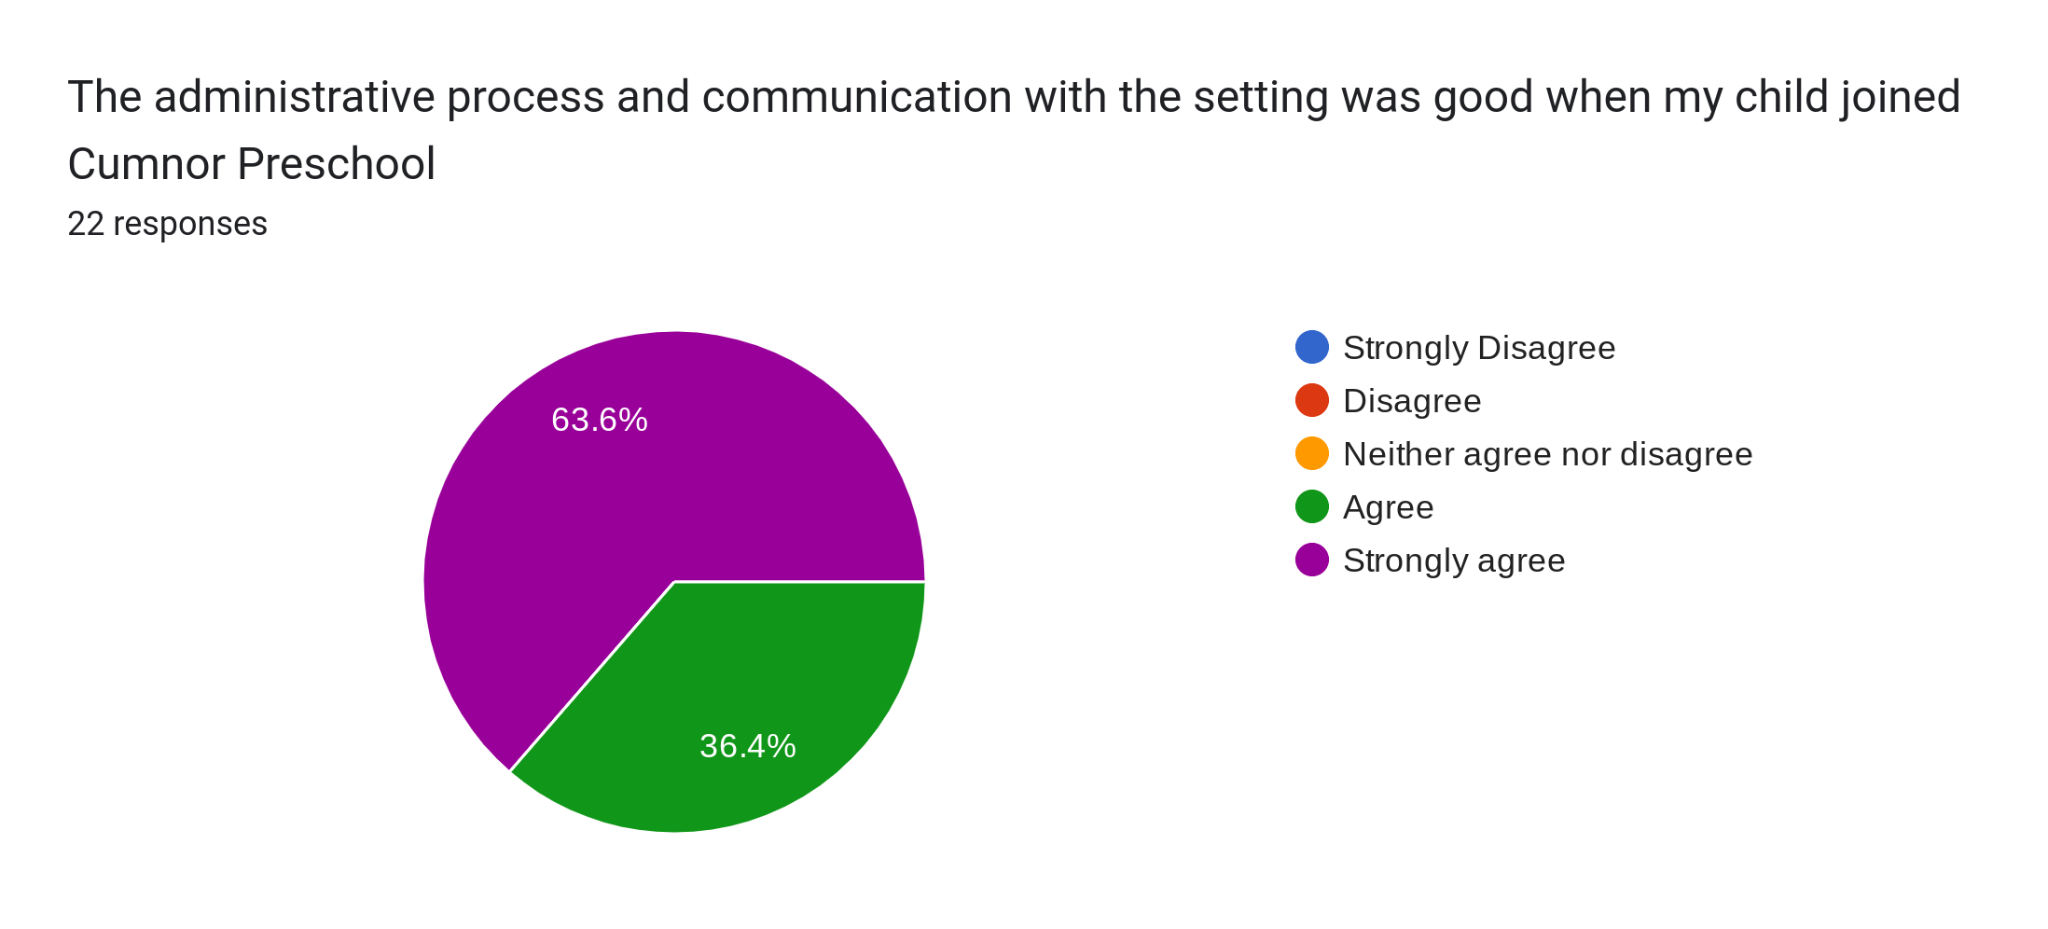 The administrative process and communication with the setting was good when my child joined
Cumnor Preschool
22 responses
63.6%
36.4%
Strongly Disagree
Disagree
Neither agree nor disagree
Agree
Strongly agree